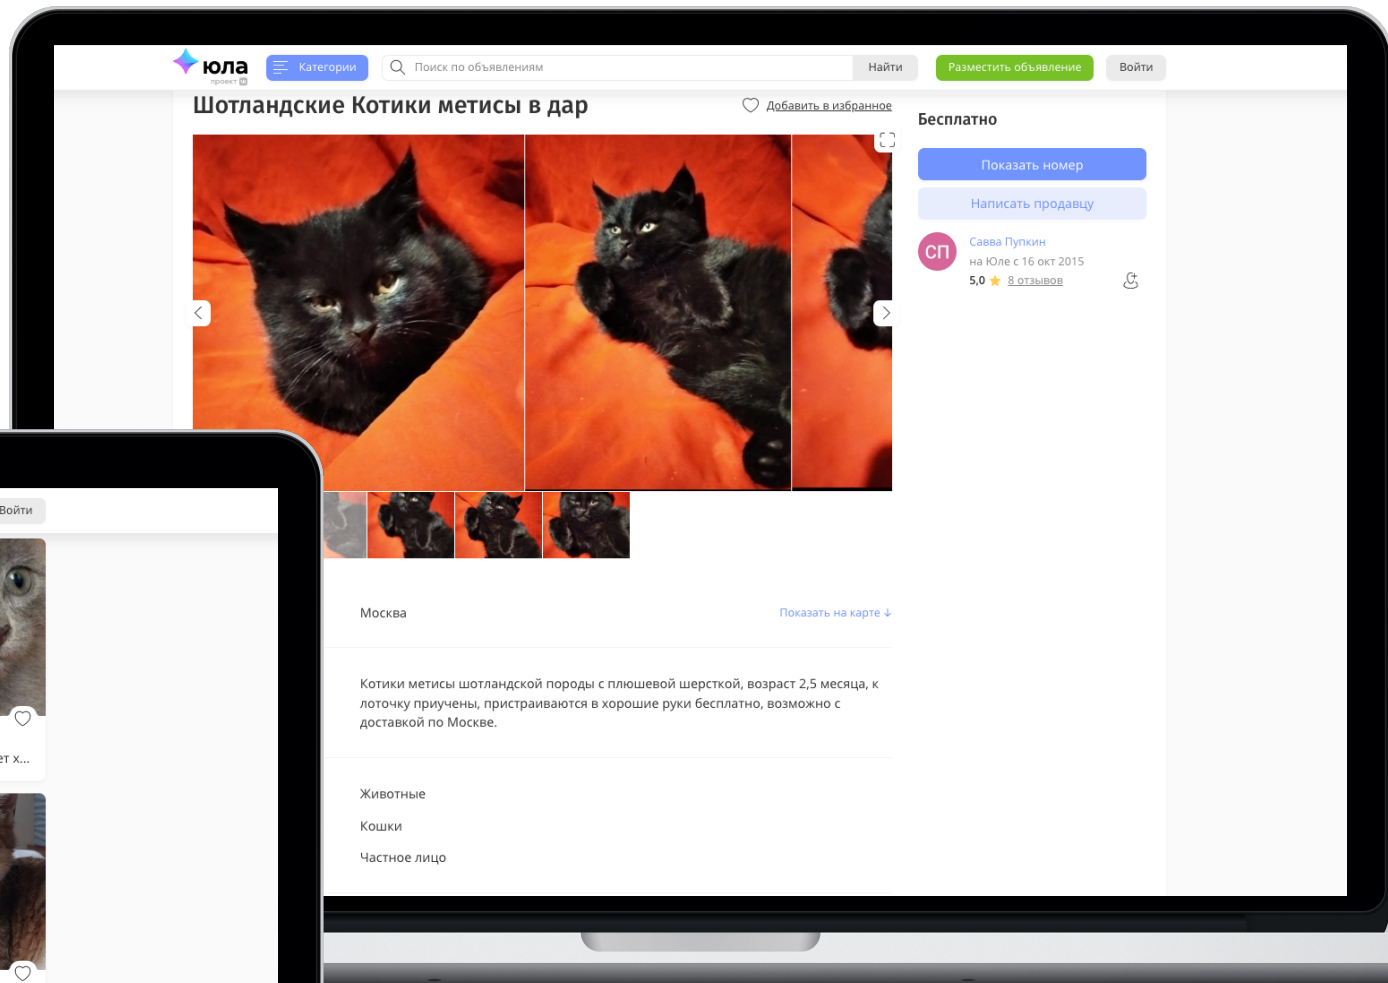 юла
проект
Категории
Поиск по объявлениям
Найти
Разместить объявление
Войти
Шотландские Котики метисы в дар
Добавить в избранное
Бесплатно
Показать номер
Написать продавцу
СП
Савва Пупкин
на Юле с 16 окт 2015
5,0
8 отзывов
Москва
Показать на карте ↓
Котики метисы шотландской породы с плюшевой шерсткой, возраст 2,5 месяца, к
лоточку приучены, пристраиваются в хорошие руки бесплатно, возможно с
доставкой по Москве.
Животные
Кошки
Частное лицо
Войти
ет х...